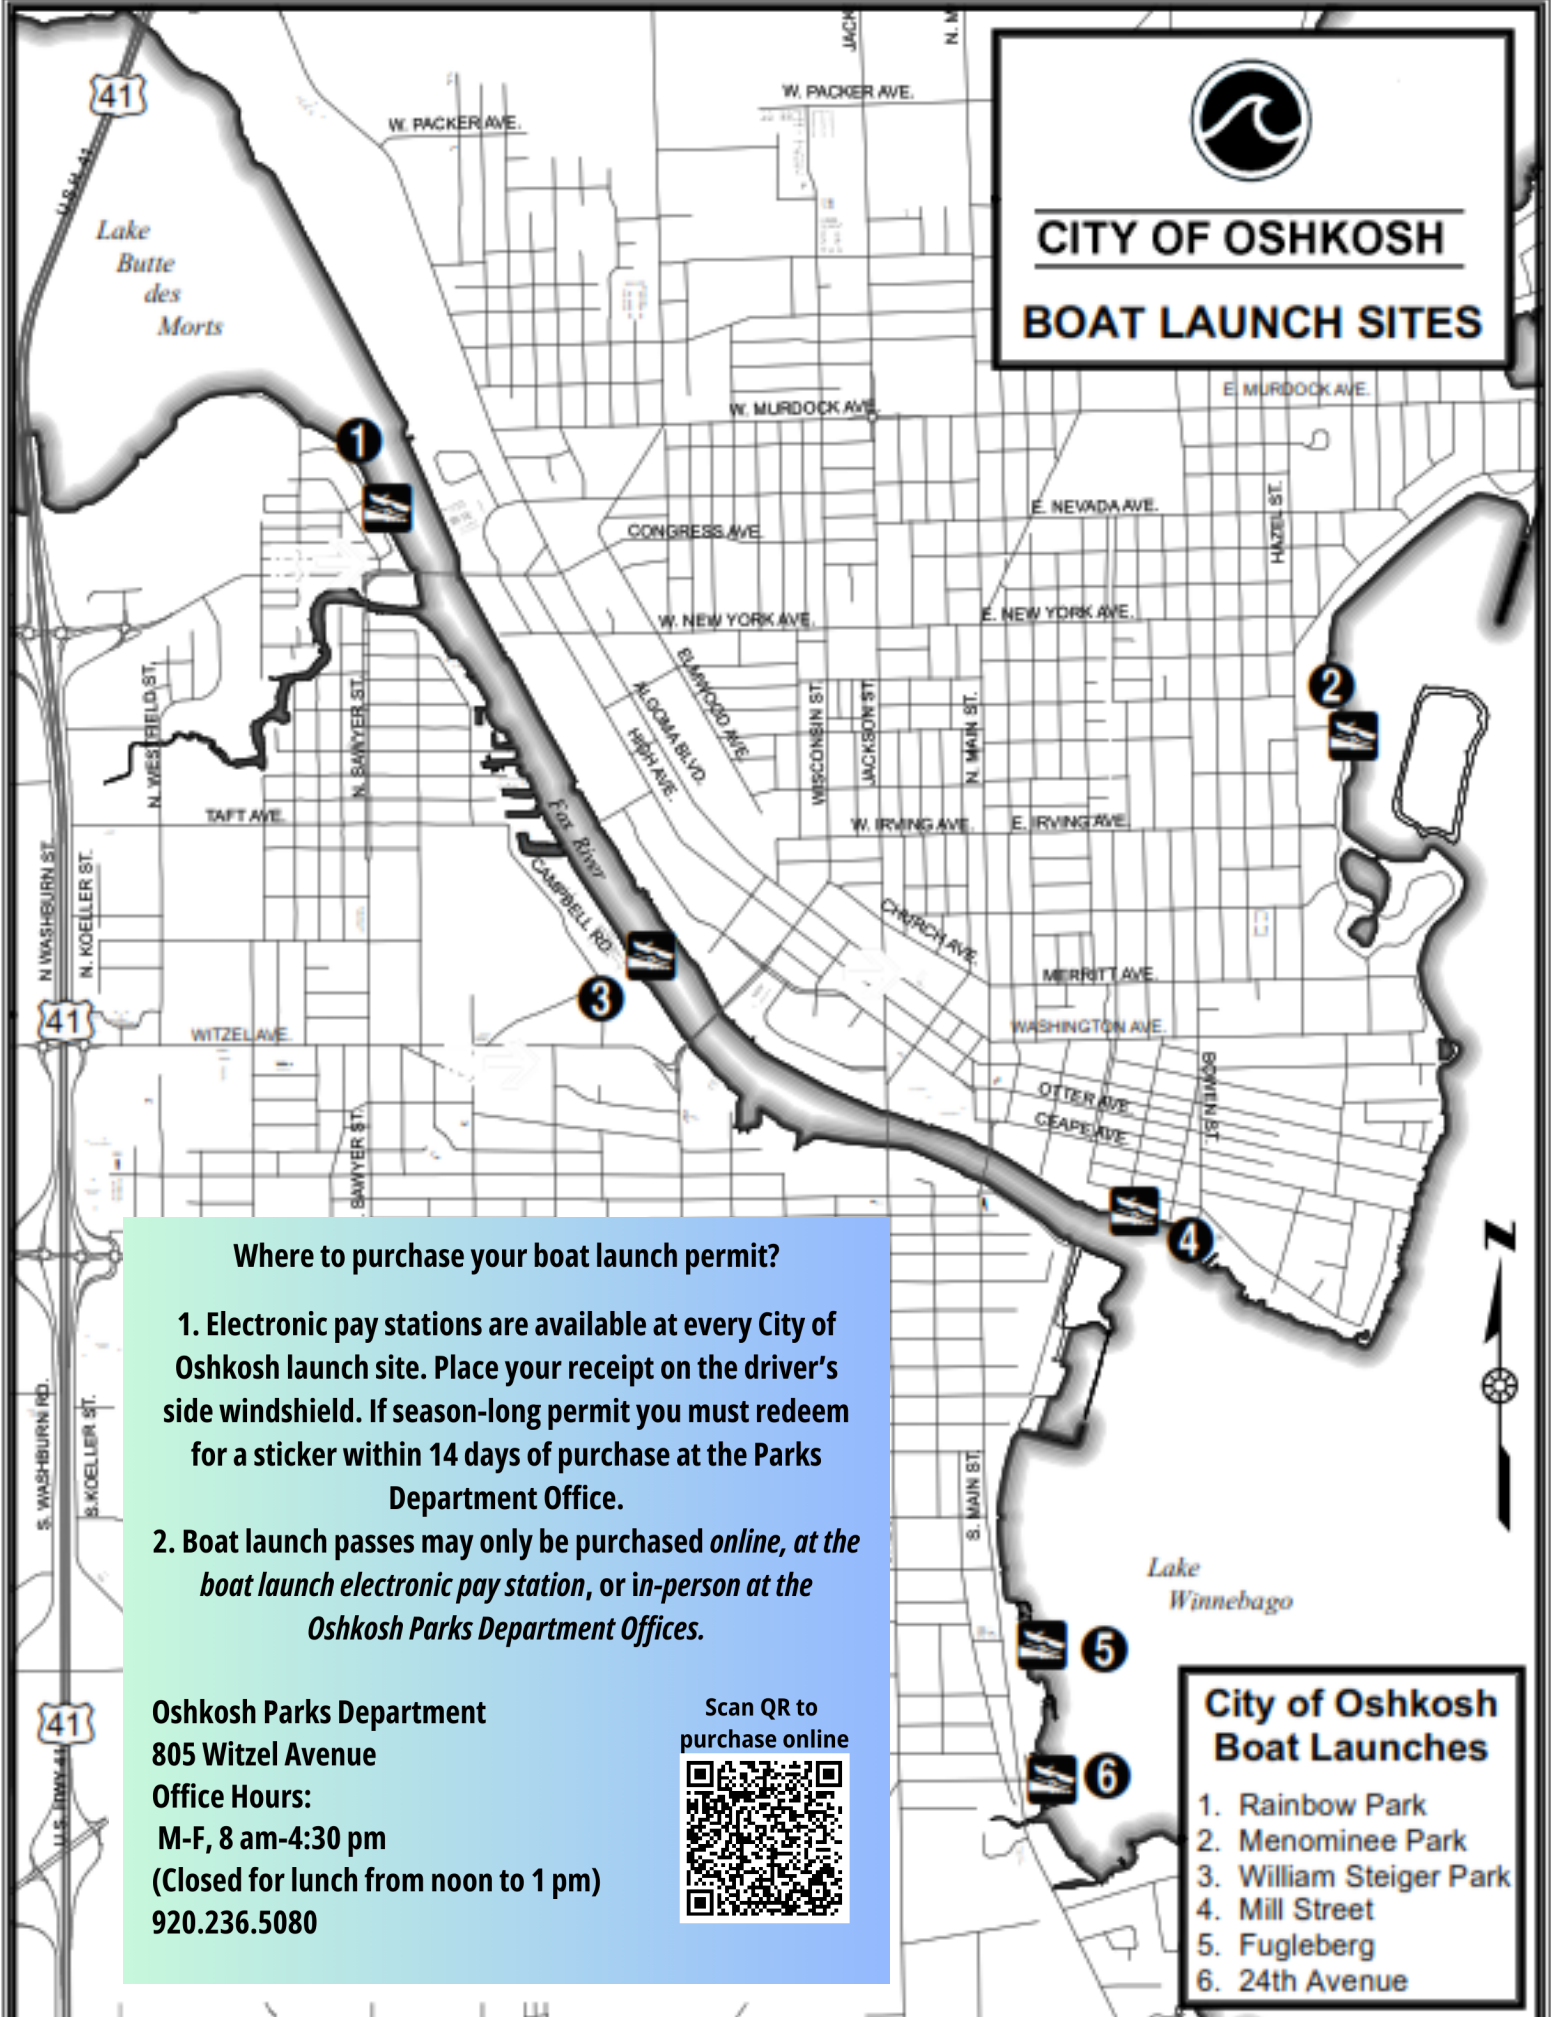 JACK
N. M
41
W. PACKER AVE.
W. PACKER AVE.
U.S.H. 41
CITY OF OSHKOSH
BOAT LAUNCH SITES
Lake
Butte
des
Morts
E. MURDOCK AVE.
W. MURDOCK AVE.
1
E. NEVADA AVE.
HAZEL ST.
CONGRESS AVE.
W. NEW YORK AVE.
E. NEW YORK AVE.
2
N. WESTFIELD ST.
N. SAWYER ST.
ELMWOOD AVE.
ALGOMA BLVD.
HIGH AVE.
WISCONSIN ST.
JACKSON ST.
N. MAIN ST.
TAFT AVE.
Fox River
W. IRVING AVE.
E. IRVING AVE.
N WASHBURN ST.
N. KOELLER ST.
CAMPBELL RD.
CHURCH AVE.
MERRITT AVE.
3
41
WITZEL AVE.
WASHINGTON AVE.
OTTER AVE.
CEAPE AVE.
BOWEN ST.
SAWYER ST.
4
Z
Where to purchase your boat launch permit?
1. Electronic pay stations are available at every City of
Oshkosh launch site. Place your receipt on the driver's
side windshield. If season-long permit you must redeem
for a sticker within 14 days of purchase at the Parks
Department Office.
2. Boat launch passes may only be purchased online, at the
boat launch electronic pay station, or in-person at the
Oshkosh Parks Department Offices.
Oshkosh Parks Department
805 Witzel Avenue
Office Hours:
M-F, 8 am-4:30 pm
(Closed for lunch from noon to 1 pm)
920.236.5080
Scan QR to
purchase online
S. WASHBURN RD.
S.KOELLER ST.
S. MAIN ST.
Lake
Winnebago
5
41
U.S. HWY 41
6
City of Oshkosh
Boat Launches
1. Rainbow Park
2. Menominee Park
3. William Steiger Park
4. Mill Street
5. Fugleberg
6. 24th Avenue